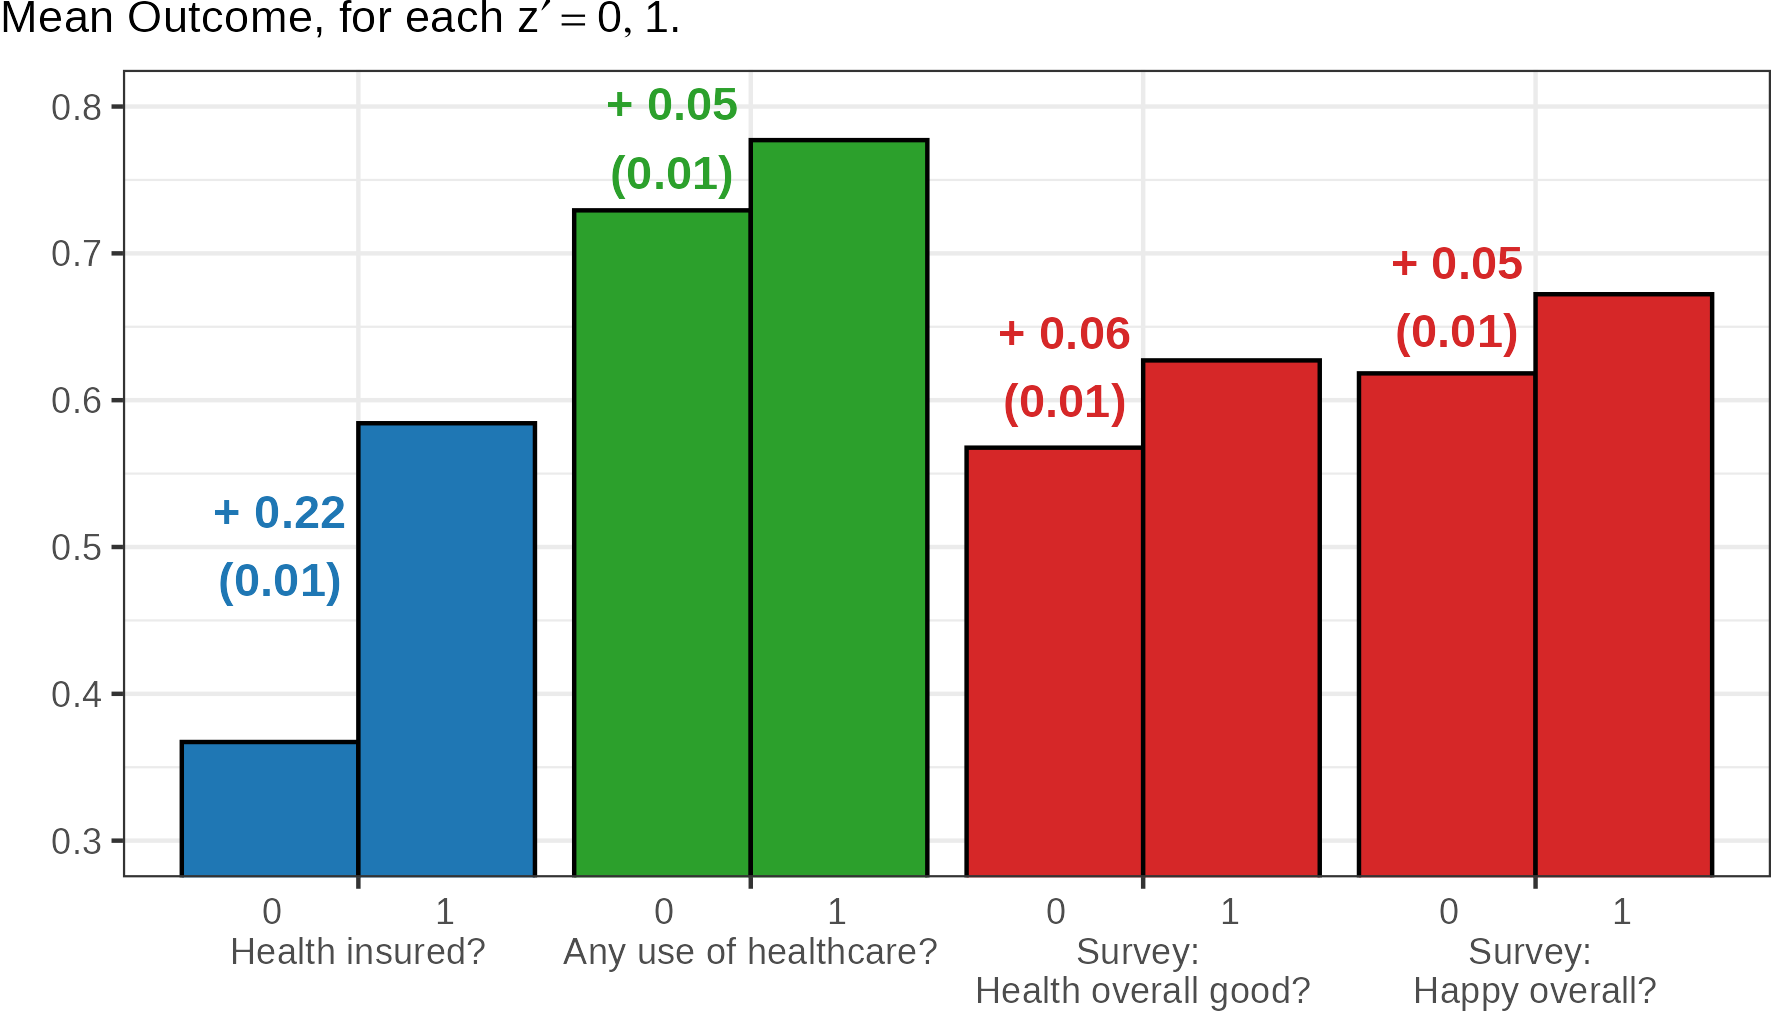 Mean Outcome, for each z′ = 0, 1.
0.8
0.7
0.6
0.5
0.4
0.3
+ 0.22
(0.01)
+ 0.05
(0.01)
+ 0.06
(0.01)
+ 0.05
(0.01)
0 1
Health insured?
0 1
Any use of healthcare?
0 1
Survey:
Health overall good?
0 1
Survey:
Happy overall?